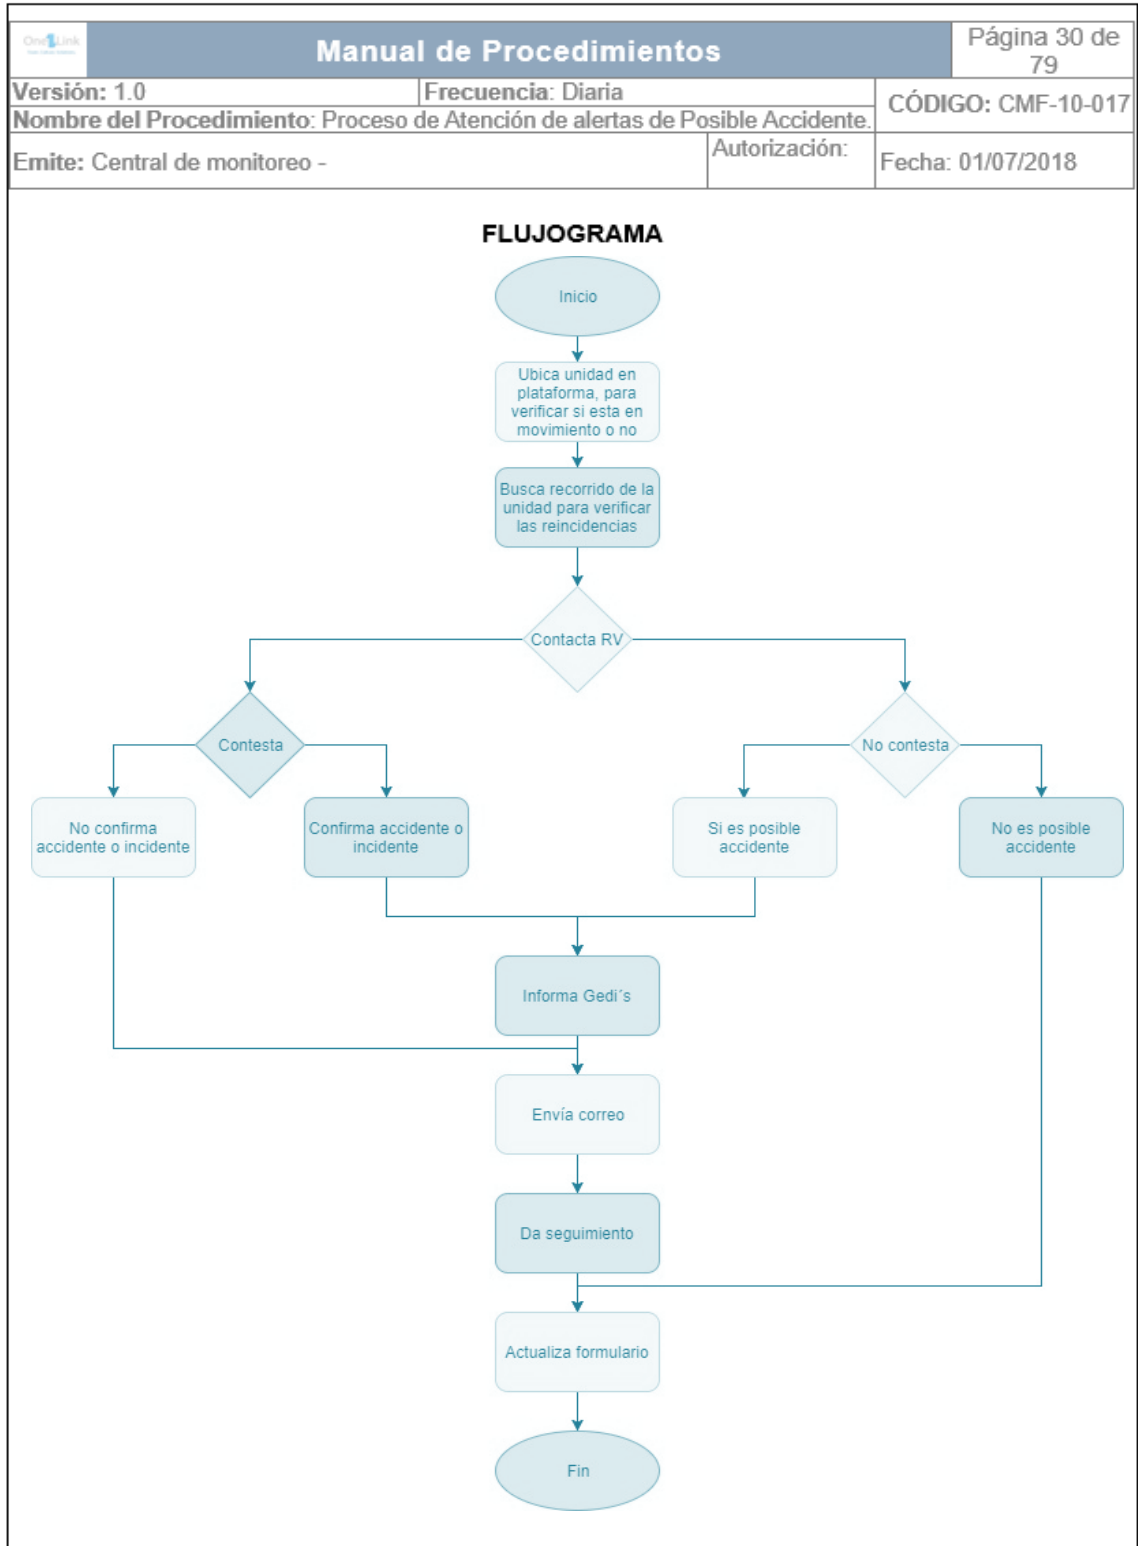 One Link
Manual de Procedimientos
Página 30 de
79
Versión: 1.0
Frecuencia: Diaria
CÓDIGO: CMF-10-017
Nombre del Procedimiento: Proceso de Atención de alertas de Posible Accidente.
Emite: Central de monitoreo -
Autorización:
Fecha: 01/07/2018
FLUJOGRAMA
Inicio
Ubica unidad en
plataforma, para
verificar si esta en
movimiento o no
Busca recorrido de la
unidad para verificar
las reincidencias
Contacta RV
Contesta
No contesta
No confirma
accidente o incidente
Confirma accidente o
incidente
Si es posible
accidente
No es posible
accidente
Informa Gedi´s
Envía correo
Da seguimiento
Actualiza formulario
Fin